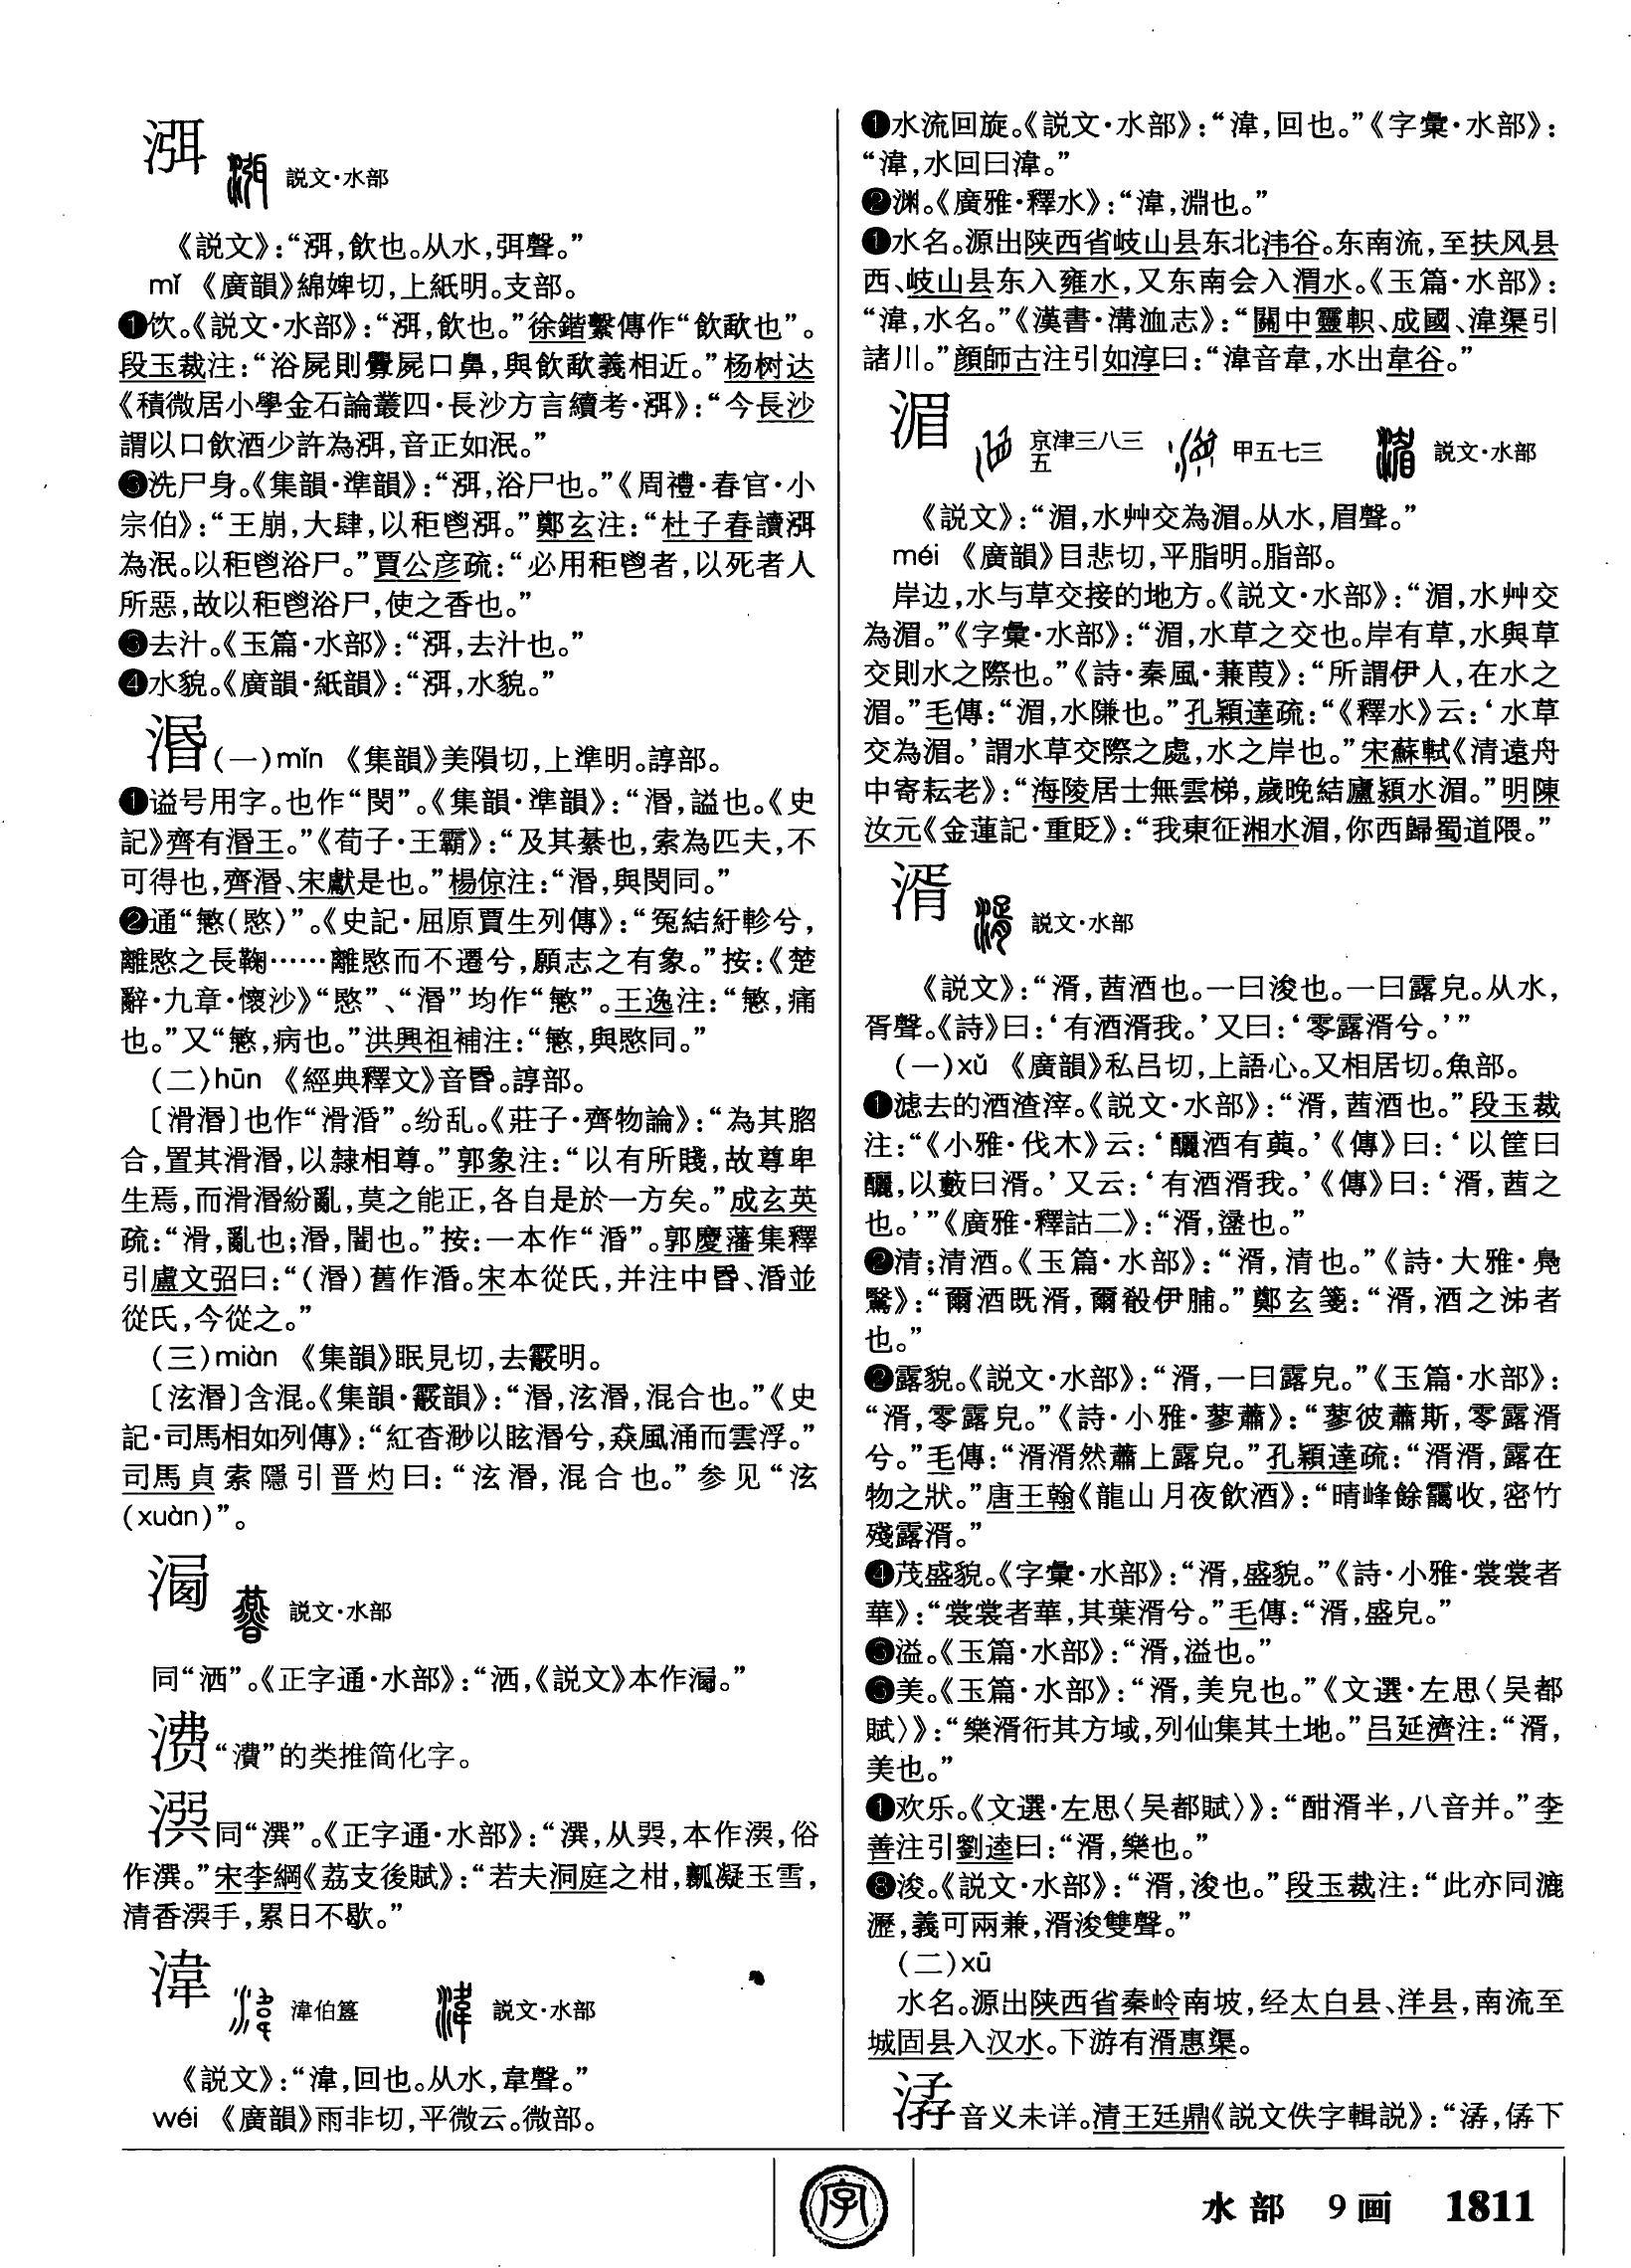 渳
説文·水部
《説文》：“渳，飲也。从水，弭聲。”
mǐ 《廣韻》綿婢切，上紙明。支部。
❶饮。《説文·水部》：“渳，飲也。”徐鍇繫傳作“飲歃也”。
段玉裁注：“浴屍則釁屍口鼻，與飲歃義相近。”杨树达
《積微居小學金石論叢四·長沙方言續考·渳》：“今長沙
謂以口飲酒少許為渳，音正如泯。”
❸洗尸身。《集韻·準韻》：“渳，浴尸也。”《周禮·春官·小
宗伯》：“王崩，大肆，以秬鬯渳。”鄭玄注：“杜子春讀渳
為泯。以秬鬯浴尸。”賈公彦疏：“必用秬鬯者，以死者人
所惡，故以秬鬯浴尸，使之香也。”
❸去汁。《玉篇·水部》：“渳，去汁也。”
❹水貌。《廣韻·紙韻》：“渳，水貌。”
湣(一)mǐn 《集韻》美隕切，上準明。諄部。
❶谥号用字。也作“閔”。《集韻·準韻》：“湣，謚也。《史
記》齊有湣王。”《荀子·王霸》：“及其綦也，索為匹夫，不
可得也，齊湣、宋獻是也。”楊倞注：“湣，與閔同。”
❷通“慜(愍)”。《史記·屈原賈生列傳》：“冤結紆軫兮，
離愍之長鞠……離愍而不遷兮，願志之有象。”按：《楚
辭·九章·懷沙》“愍”、“湣”均作“慜”。王逸注：“慜，痛
也。”又“慜，病也。”洪興祖補注：“慜，與愍同。”
(二)hūn 《經典釋文》音昬。諄部。
〔滑湣〕也作“滑涽”。纷乱。《莊子·齊物論》：“為其脗
合，置其滑湣，以隸相尊。”郭象注：“以有所賤，故尊卑
生焉，而滑湣紛亂，莫之能正，各自是於一方矣。”成玄英
疏：“滑，亂也；湣，闇也。”按：一本作“涽”。郭慶藩集釋
引盧文弨曰：“(湣)舊作涽。宋本從氏，并注中昬、涽並
從氏，今從之。”
(三)miàn 《集韻》眠見切，去霰明。
〔泫湣〕含混。《集韻·霰韻》：“湣，泫湣，混合也。”《史
記·司馬相如列傳》：“紅杳渺以眩湣兮，猋風涌而雲浮。”
司馬貞索隱引晋灼曰：“泫湣，混合也。”参见“泫
(xuàn)”。
説文·水部
同“洒”。《正字通·水部》：“洒，《説文》本作𣹢。”
“濆”的类推简化字。
同“潠”。《正字通·水部》：“潠，从巽，本作㵊，俗
作潠。”宋李綱《荔支後賦》：“若夫洞庭之柑，瓤凝玉雪，
清香㵊手，累日不歇。”
湋
湋伯簋 説文·水部
《説文》：“湋，回也。从水，韋聲。”
wéi 《廣韻》雨非切，平微云。微部。
❶水流回旋。《説文·水部》：“湋，回也。”《字彙·水部》：
“湋，水回曰湋。”
❷渊。《廣雅·釋水》：“湋，淵也。”
❶水名。源出陕西省岐山县东北沣谷。东南流，至扶风县
西、岐山县东入雍水，又东南会入渭水。《玉篇·水部》：
“湋，水名。”《漢書·溝洫志》：“關中靈軹、成國、湋渠引
諸川。”顔師古注引如淳曰：“湋音韋，水出韋谷。”
湄
京津三八三五 甲五七三 説文·水部
《説文》：“湄，水艸交為湄。从水，眉聲。”
méi 《廣韻》目悲切，平脂明。脂部。
岸边，水与草交接的地方。《説文·水部》：“湄，水艸交
為湄。”《字彙·水部》：“湄，水草之交也。岸有草，水與草
交則水之際也。”《詩·秦風·蒹葭》：“所謂伊人，在水之
湄。”毛傳：“湄，水隒也。”孔穎達疏：“《釋水》云：‘水草
交為湄。’謂水草交際之處，水之岸也。”宋蘇軾《清遠舟
中寄耘老》：“海陵居士無雲梯，歲晚結廬潁水湄。”明陳
汝元《金蓮記·重貶》：“我東征湘水湄，你西歸蜀道隈。”
湑
説文·水部
《説文》：“湑，茜酒也。一曰浚也。一曰露皃。从水，
胥聲。《詩》曰：‘有酒湑我。’又曰：‘零露湑兮。’”
(一)xǔ 《廣韻》私吕切，上語心。又相居切。魚部。
❶滤去的酒渣滓。《説文·水部》：“湑，茜酒也。”段玉裁
注：“《小雅·伐木》云：‘釃酒有藇。’《傳》曰：‘以筐曰
釃，以藪曰湑。’又云：‘有酒湑我。’《傳》曰：‘湑，茜之
也。’”《廣雅·釋詁二》：“湑，盪也。”
❷清；清酒。《玉篇·水部》：“湑，清也。”《詩·大雅·鳧
鷖》：“爾酒既湑，爾殽伊脯。”鄭玄箋：“湑，酒之泲者
也。”
❷露貌。《説文·水部》：“湑，一曰露皃。”《玉篇·水部》：
“湑，零露皃。”《詩·小雅·蓼蕭》：“蓼彼蕭斯，零露湑
兮。”毛傳：“湑湑然蕭上露皃。”孔穎達疏：“湑湑，露在
物之狀。”唐王翰《龍山月夜飲酒》：“晴峰餘靄收，密竹
殘露湑。”
❹茂盛貌。《字彙·水部》：“湑，盛貌。”《詩·小雅·裳裳者
華》：“裳裳者華，其葉湑兮。”毛傳：“湑，盛皃。”
❸溢。《玉篇·水部》：“湑，溢也。”
❸美。《玉篇·水部》：“湑，美皃也。”《文選·左思〈吴都
賦〉》：“樂湑衎其方域，列仙集其土地。”吕延濟注：“湑，
美也。”
❶欢乐。《文選·左思〈吴都賦〉》：“酣湑半，八音并。”李
善注引劉逵曰：“湑，樂也。”
❽浚。《説文·水部》：“湑，浚也。”段玉裁注：“此亦同漉
瀝，義可兩兼，湑浚雙聲。”
(二)xū
水名。源出陕西省秦岭南坡，经太白县、洋县，南流至
城固县入汉水。下游有湑惠渠。
音义未详。清王廷鼎《説文佚字輯説》：“㴾，孨下
字
水部 9画 1811